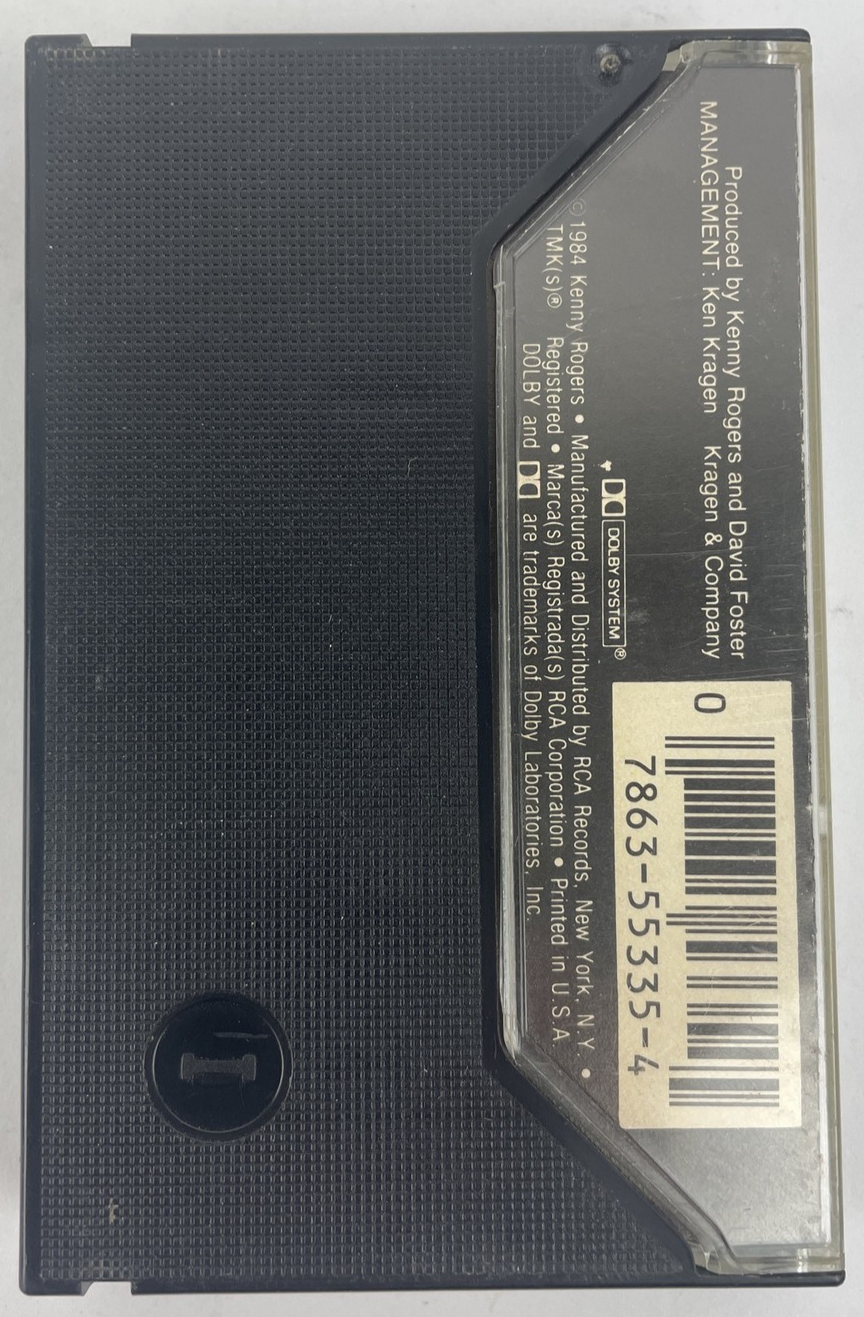 Produced by Kenny Rogers and David Foster
MANAGEMENT: Ken Kragen Kragen & Company
DOLBY SYSTEM®
© 1984 Kenny Rogers • Manufactured and Distributed by RCA Records, New York, N.Y. •
TMK(s)® Registered • Marca(s) Registrada(s) RCA Corporation • Printed in U.S.A.
DOLBY and are trademarks of Dolby Laboratories, Inc.
0
7863-55335-4